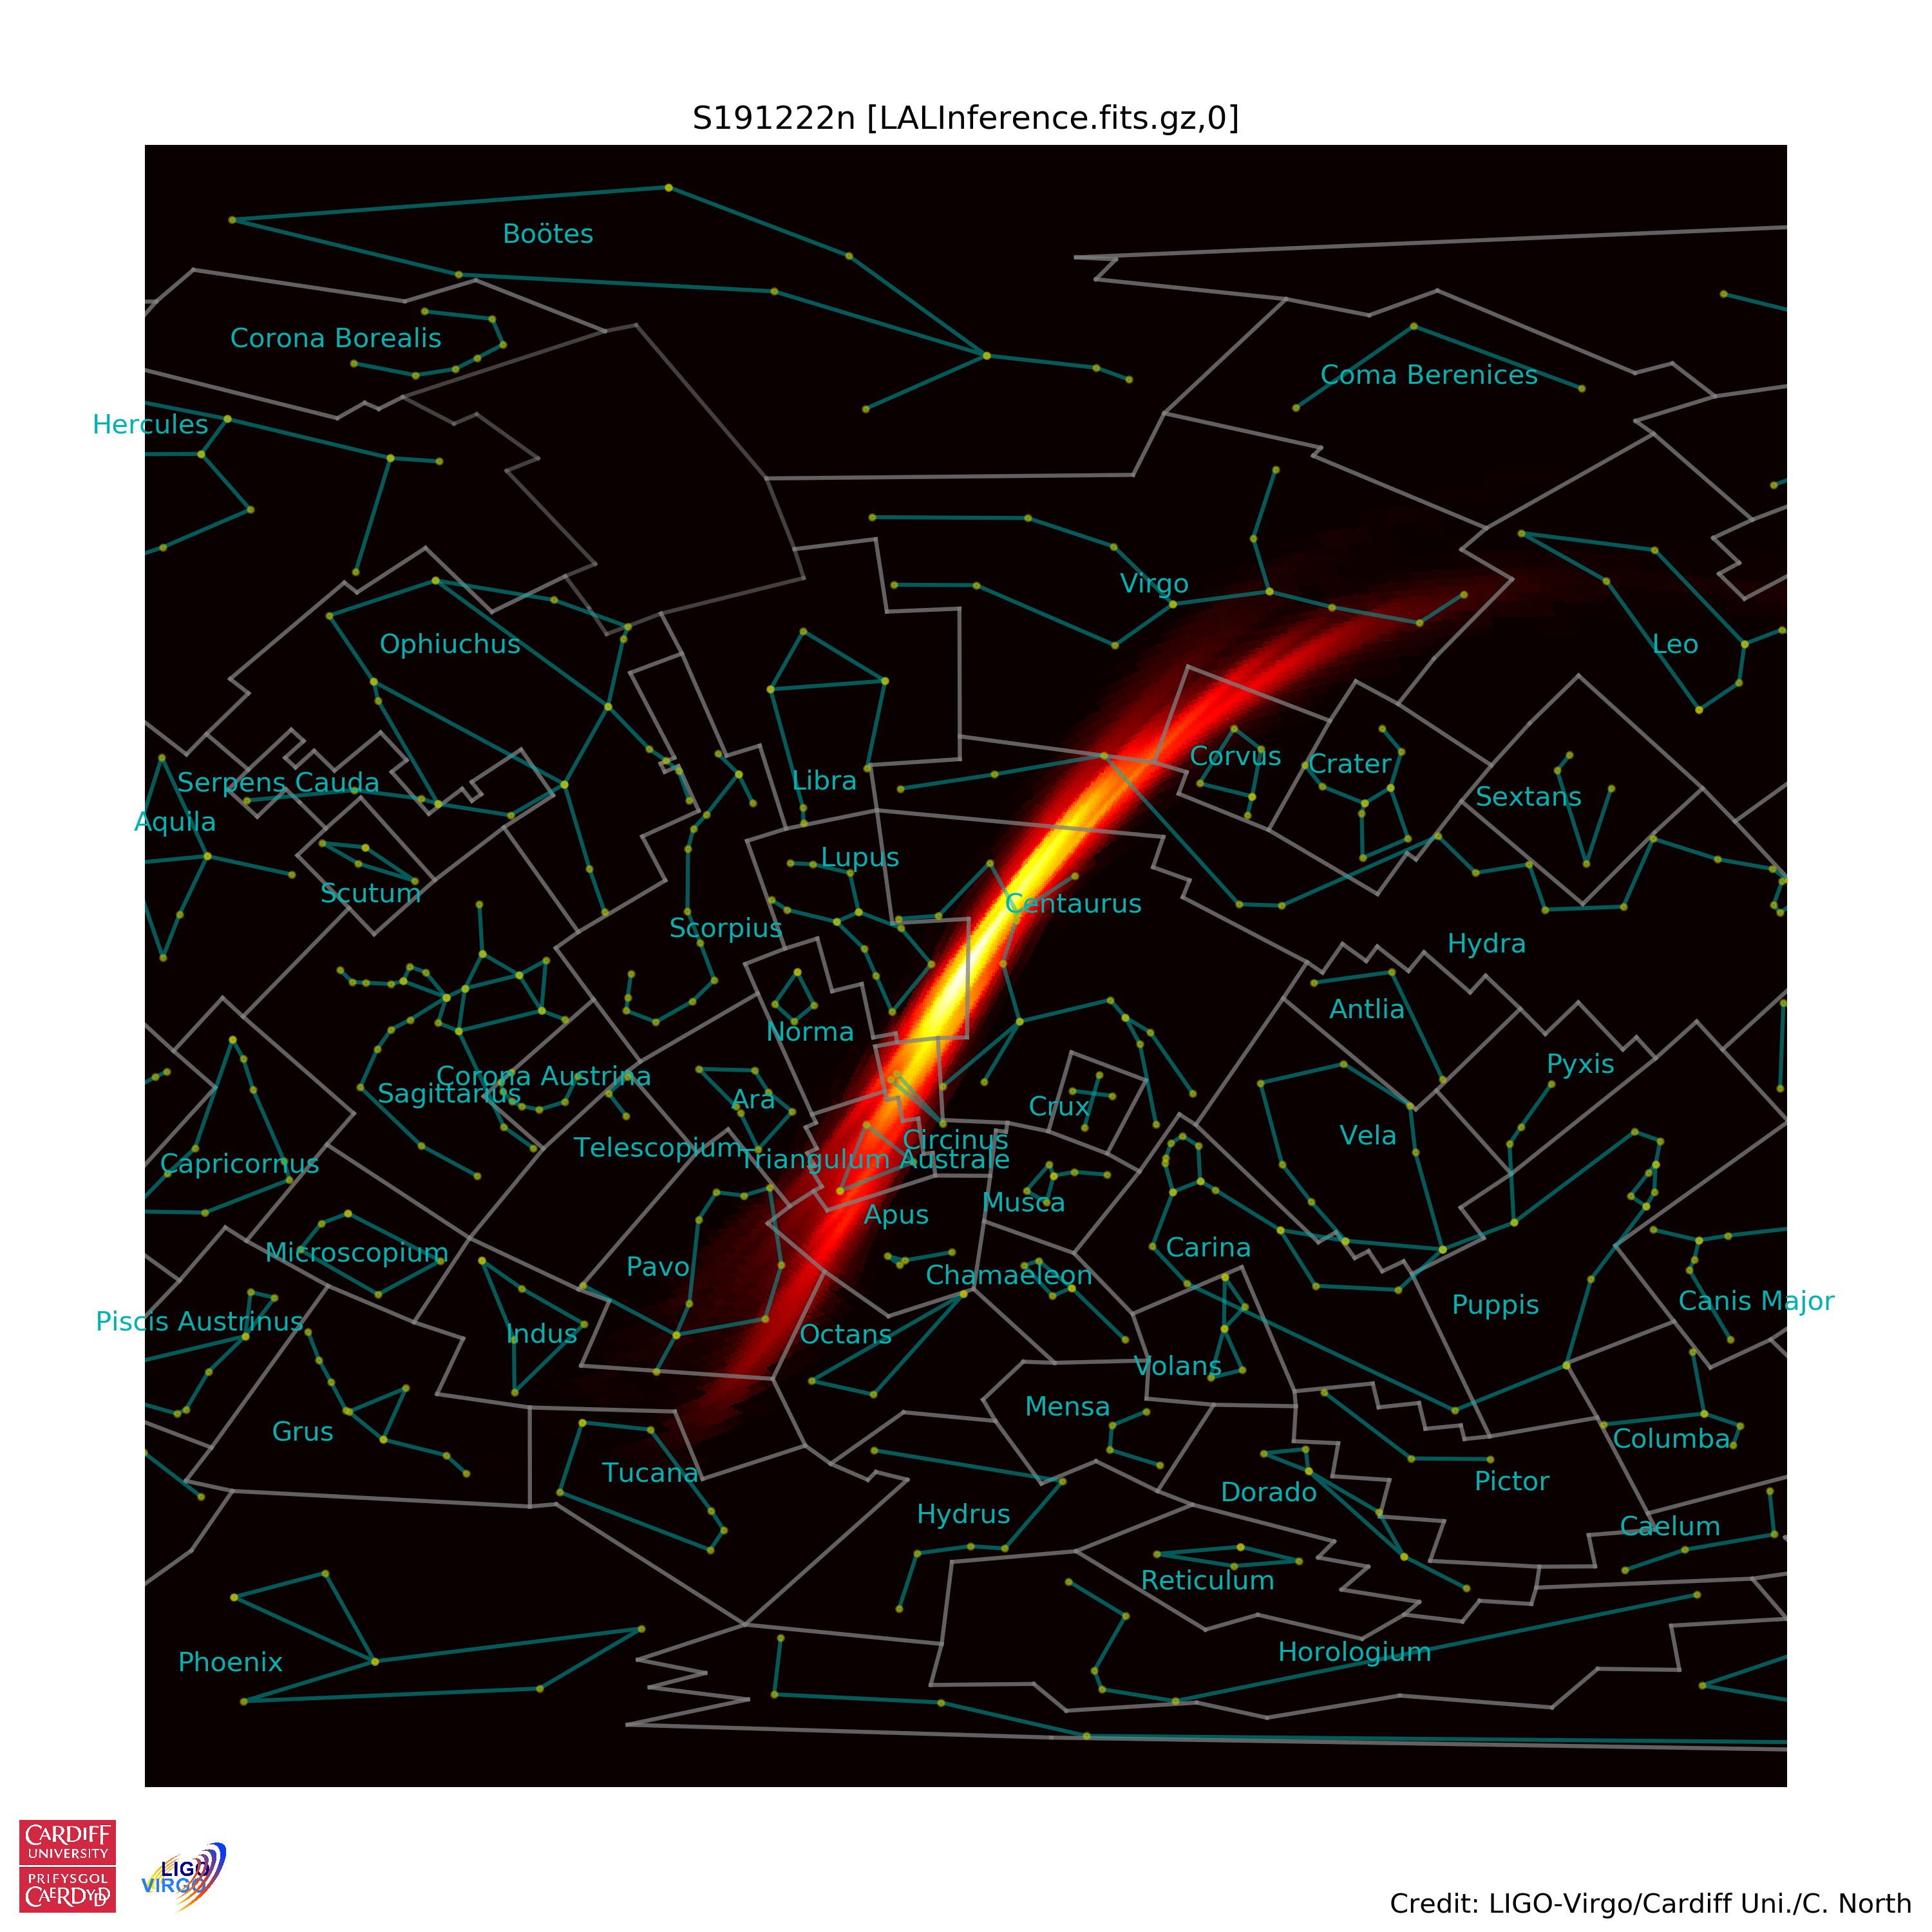 S191222n [LALInference.fits.gz,0]
Boötes
Corona Borealis
Coma Berenices
Hercules
Virgo
Ophiuchus
Leo
Corvus
Crater
Libra
Serpens Cauda
Sextans
Aquila
Lupus
Scutum
Centaurus
Scorpius
Hydra
Antlia
Norma
Pyxis
Corona Austrina
Sagittarius
Ara
Crux
Vela
Circinus
Telescopium
Triangulum Australe
Capricornus
Musca
Apus
Carina
Microscopium
Pavo
Chamaeleon
Puppis
Canis Major
Piscis Austrinus
Indus
Octans
Volans
Mensa
Grus
Columba
Tucana
Pictor
Dorado
Hydrus
Caelum
Reticulum
Horologium
Phoenix
CARDIFF
UNIVERSITY
PRIFYSGOL
CAERDYDD
LIGO
VIRGO
Credit: LIGO-Virgo/Cardiff Uni./C. North